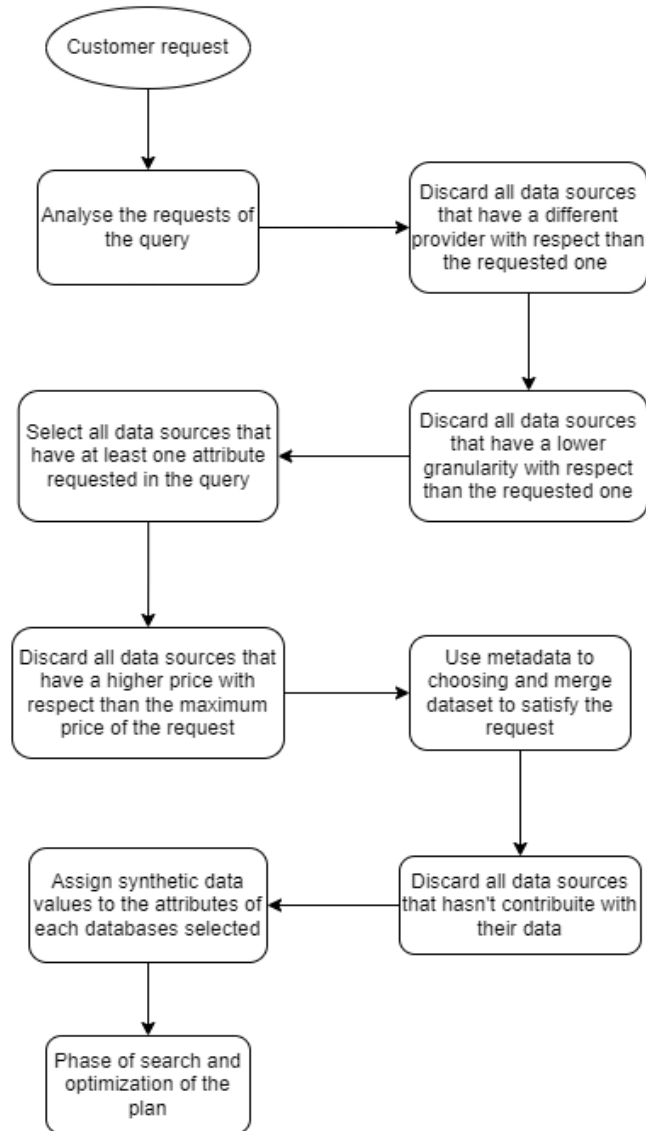 Customer request
Analyse the requests of
the query
Discard all data sources
that have a different
provider with respect than
the requested one
Discard all data sources
that have a lower
granularity with respect
than the requested one
Select all data sources that
have at least one attribute
requested in the query
Discard all data sources that
have a higher price with
respect than the maximum
price of the request
Use metadata to
choosing and merge
dataset to satisfy the
request
Discard all data sources
that hasn't contribuite with
their data
Assign synthetic data
values to the attributes of
each databases selected
Phase of search and
optimization of the
plan